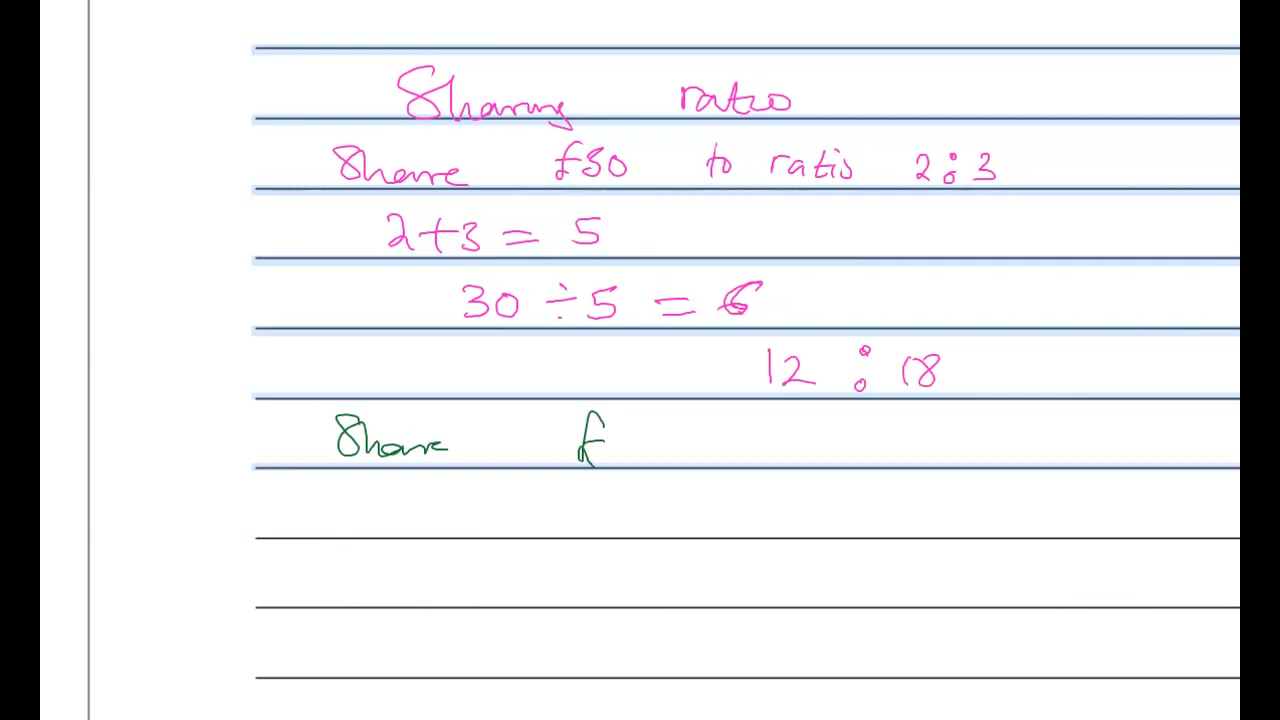 Sharing ratio
Share £30 to ratio 2:3
2+3 = 5
30 ÷ 5 = 6
12 : 18
Share £